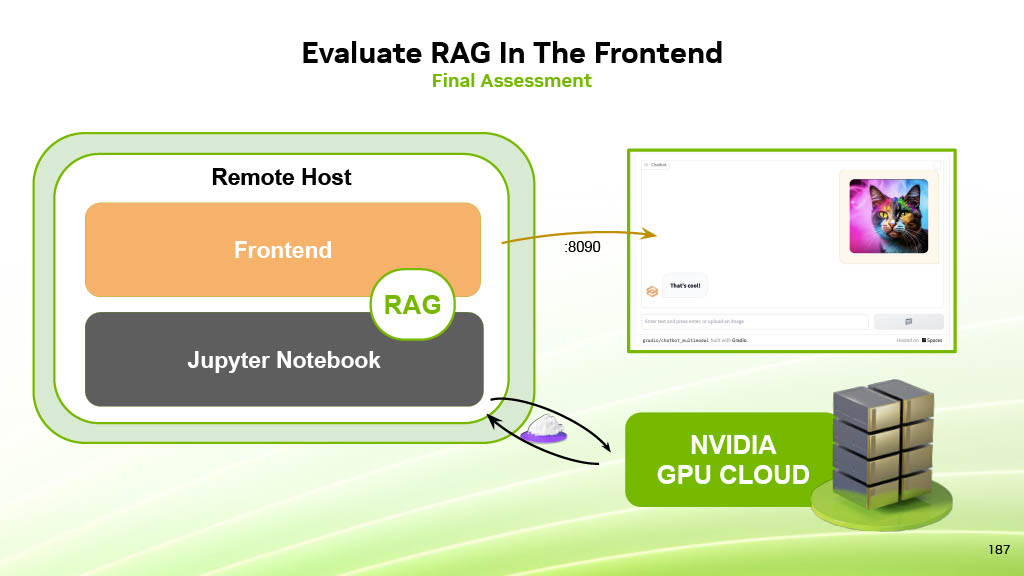 Evaluate RAG In The Frontend
Final Assessment
Remote Host
Frontend
RAG
Jupyter Notebook
:8090
Chatbot
That's cool!
Enter text and press enter, or upload an image
gradio/chatbot_multimodal built with Gradio.
Hosted on Spaces
NVIDIA
GPU CLOUD
187